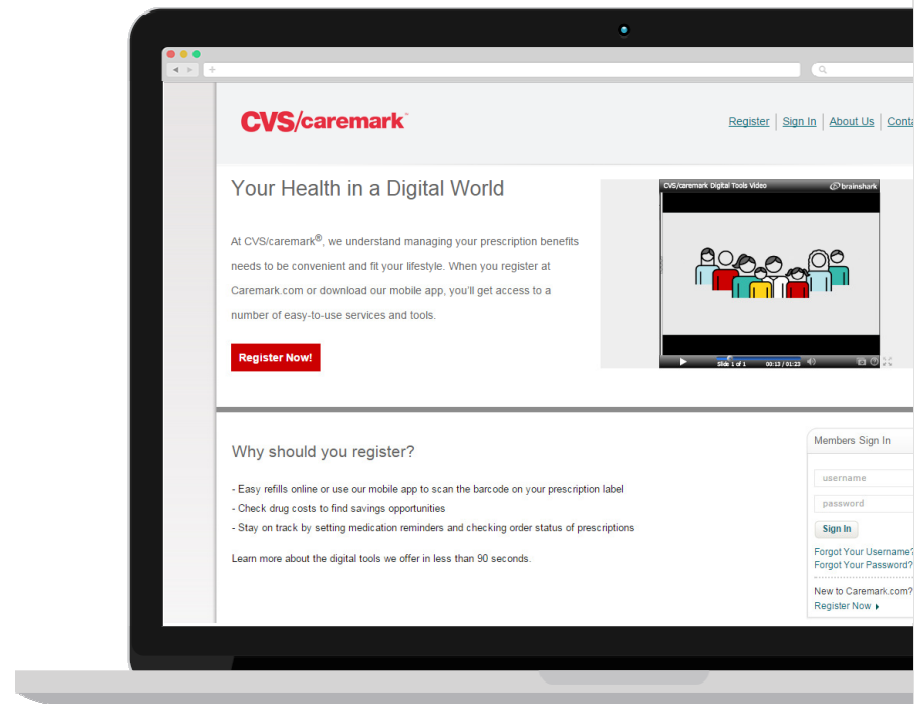 CVS/caremark™
Register | Sign In | About Us | Conta
Your Health in a Digital World
At CVS/caremark®, we understand managing your prescription benefits
needs to be convenient and fit your lifestyle. When you register at
Caremark.com or download our mobile app, you'll get access to a
number of easy-to-use services and tools.
Register Now!
CVS/caremark Digital Tools Video
brainshark
Slide 1 of 1
00:13 / 01:23
Why should you register?
- Easy refills online or use our mobile app to scan the barcode on your prescription label
- Check drug costs to find savings opportunities
- Stay on track by setting medication reminders and checking order status of prescriptions
Learn more about the digital tools we offer in less than 90 seconds.
Members Sign In
username
password
Sign In
Forgot Your Username?
Forgot Your Password?
New to Caremark.com?
Register Now